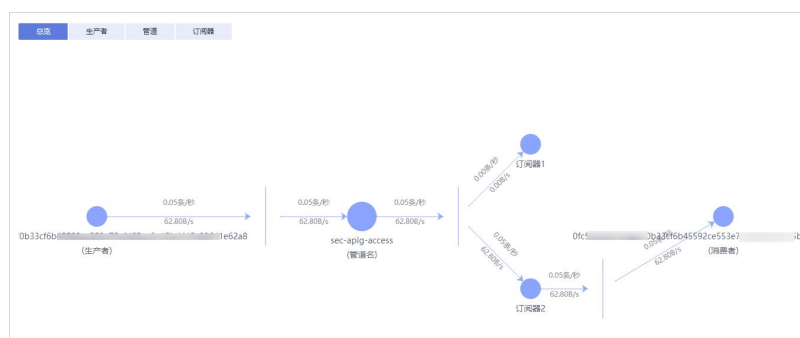 总览 生产者 管道 订阅器
0.00条/秒
0.00B/s
订阅器1
0.05条/秒
62.80B/s
0b33cf6b
1e62a8
(生产者)
0.05条/秒
62.80B/s
sec-apig-access
(管道名)
0.05条/秒
62.80B/s
0.05条/秒
62.80B/s
订阅器2
0.05条/秒
62.80B/s
0.05条/秒
62.80B/s
0fc
0b33cf6b45592ce553e7
(消费者)